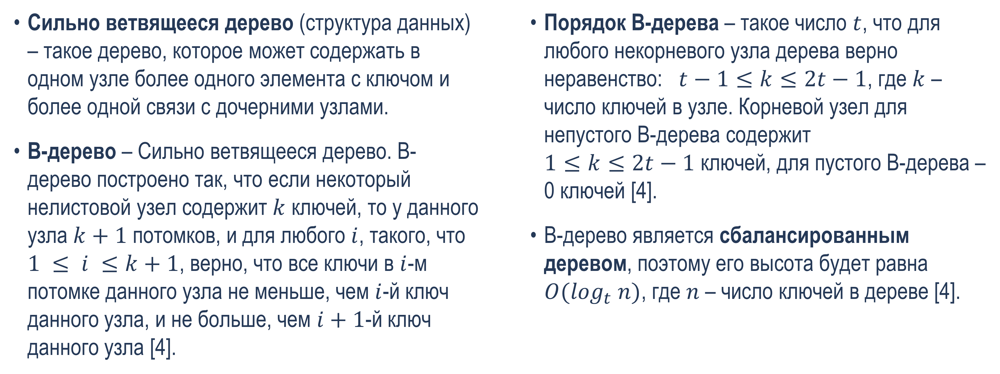 • Сильно ветвящееся дерево (структура данных)
– такое дерево, которое может содержать в
одном узле более одного элемента с ключом и
более одной связи с дочерними узлами.
• B-дерево – Сильно ветвящееся дерево. B-
дерево построено так, что если некоторый
нелистовой узел содержит k ключей, то у данного
узла k + 1 потомков, и для любого i, такого, что
1 ≤ i ≤ k + 1, верно, что все ключи в i-м
потомке данного узла не меньше, чем i-й ключ
данного узла, и не больше, чем i + 1-й ключ
данного узла [4].
• Порядок B-дерева – такое число t, что для
любого некорневого узла дерева верно
неравенство: t − 1 ≤ k ≤ 2t − 1, где k –
число ключей в узле. Корневой узел для
непустого B-дерева содержит
1 ≤ k ≤ 2t − 1 ключей, для пустого B-дерева –
0 ключей [4].
• B-дерево является сбалансированным
деревом, поэтому его высота будет равна
O(log_t n), где n – число ключей в дереве [4].